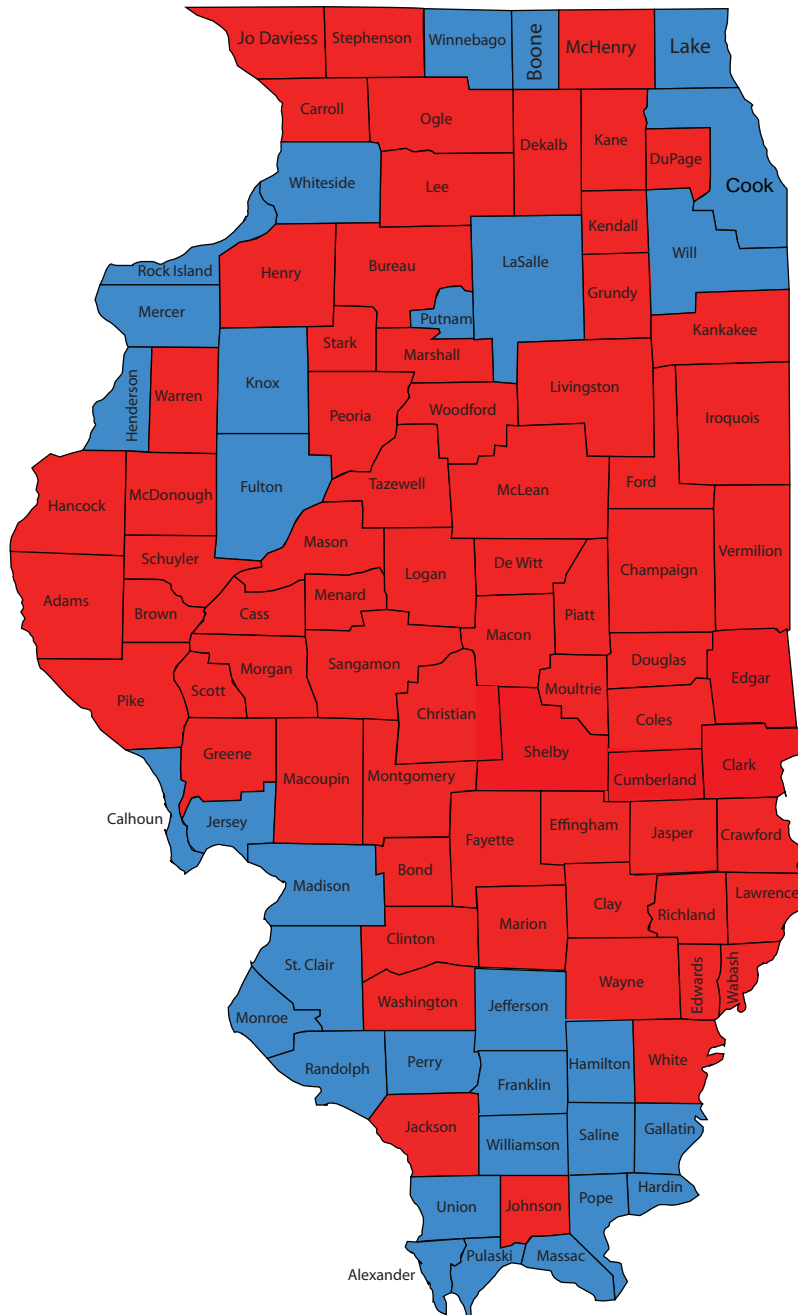 Jo Daviess
Stephenson
Winnebago
Boone
McHenry
Lake
Carroll
Ogle
Dekalb
Kane
DuPage
Cook
Whiteside
Lee
Kendall
Will
Rock Island
Henry
Bureau
LaSalle
Grundy
Mercer
Putnam
Kankakee
Stark
Marshall
Henderson
Warren
Knox
Peoria
Woodford
Livingston
Iroquois
Hancock
McDonough
Fulton
Tazewell
McLean
Ford
Schuyler
Mason
Logan
De Witt
Champaign
Vermilion
Adams
Brown
Cass
Menard
Macon
Piatt
Pike
Scott
Morgan
Sangamon
Christian
Moultrie
Douglas
Edgar
Coles
Greene
Macoupin
Montgomery
Shelby
Cumberland
Clark
Calhoun
Jersey
Fayette
Effingham
Jasper
Crawford
Madison
Bond
Clay
Richland
Lawrence
Clinton
Marion
St. Clair
Wayne
Edwards
Wabash
Washington
Jefferson
Monroe
Randolph
Perry
Franklin
Hamilton
White
Jackson
Williamson
Saline
Gallatin
Union
Johnson
Pope
Hardin
Alexander
Pulaski
Massac